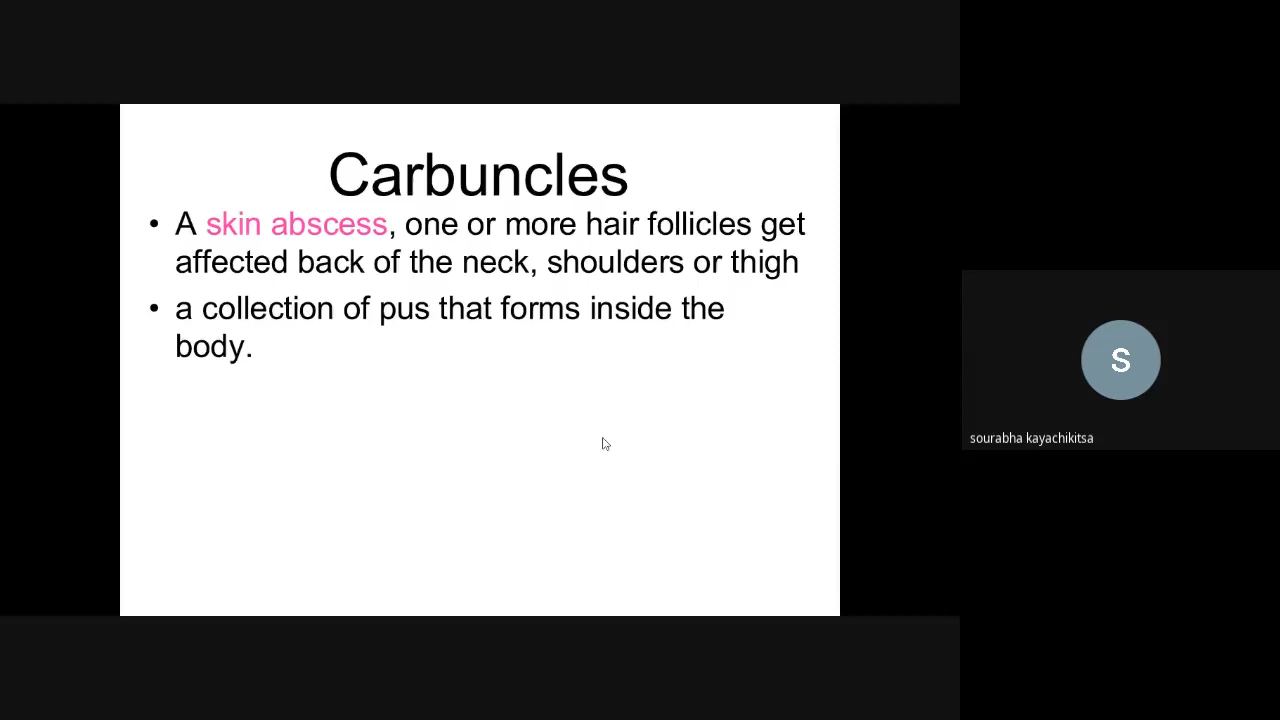 Carbuncles
• A skin abscess, one or more hair follicles get
affected back of the neck, shoulders or thigh
• a collection of pus that forms inside the
body.
S
sourabha kayachikitsa